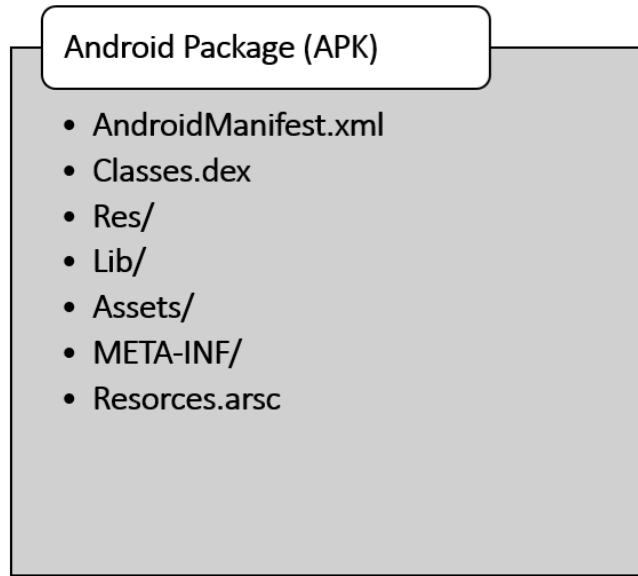 Android Package (APK)
• AndroidManifest.xml
• Classes.dex
• Res/
• Lib/
• Assets/
• META-INF/
• Resorces.arsc